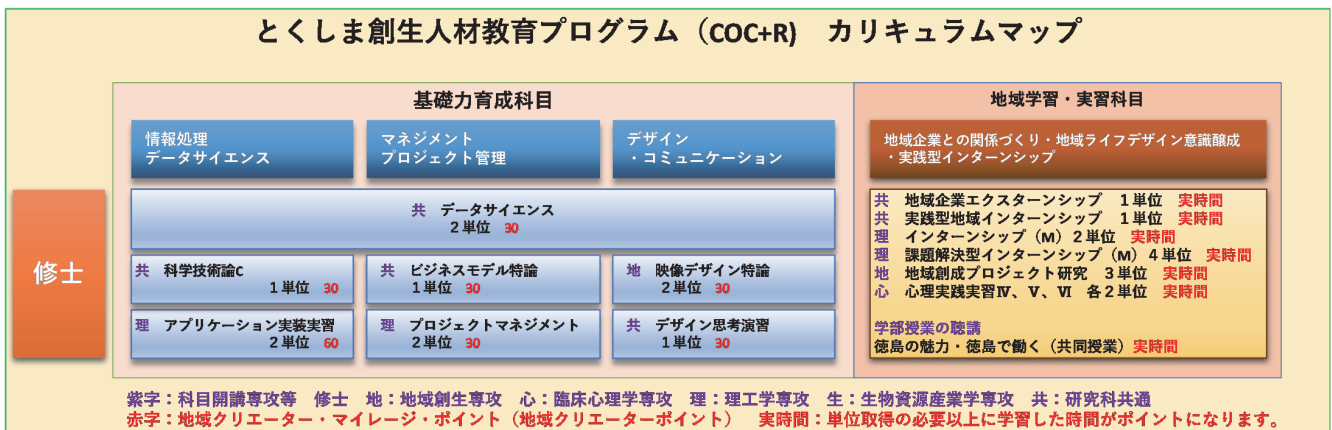 とくしま創生人材教育プログラム（COC+R) カリキュラムマップ
基礎力育成科目
情報処理
データサイエンス
マネジメント
プロジェクト管理
デザイン
・コミュニケーション
共 データサイエンス
２単位 30
共 科学技術論C
１単位 30
共 ビジネスモデル特論
１単位 30
地 映像デザイン特論
２単位 30
理 アプリケーション実装実習
２単位 60
理 プロジェクトマネジメント
２単位 30
共 デザイン思考演習
１単位 30
地域学習・実習科目
地域企業との関係づくり・地域ライフデザイン意識醸成
・実践型インターンシップ
共 地域企業エクスターンシップ １単位 実時間
共 実践型地域インターンシップ １単位 実時間
理 インターンシップ（M）２単位 実時間
理 課題解決型インターンシップ（M）４単位 実時間
地 地域創成プロジェクト研究 ３単位 実時間
心 心理実践実習Ⅳ、Ⅴ、Ⅵ 各２単位 実時間
学部授業の聴講
徳島の魅力・徳島で働く（共同授業）実時間
修士
紫字：科目開講専攻等 修士 地：地域創生専攻 心：臨床心理学専攻 理：理工学専攻 生：生物資源産業学専攻 共：研究科共通
赤字：地域クリエーター・マイレージ・ポイント（地域クリエーターポイント） 実時間：単位取得の必要以上に学習した時間がポイントになります。